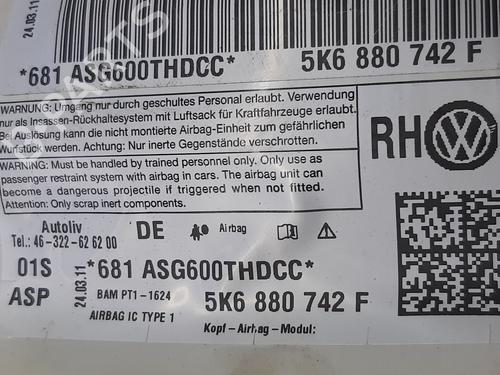 24.03.11
*681 ASG600THDCC*
5K6 880 742 F
WARNING: Umgang nur durch geschultes Personal erlaubt. Verwendung
nur als Insassen-Rückhaltesystem mit Luftsack für Kraftfahrzeuge erlaubt.
Bei Auslösung kann die nicht montierte Airbag-Einheit zum gefährlichen
Wurfstück werden. Achtung: Nur inerte Gegenstände verschrotten.
WARNING: Must be handled by trained personnel only. Only use as
passenger restraint system with airbag in cars. The airbag unit can
become a dangerous projectile if triggered when not fitted.
Attention: Only scrap inert components.
RH
Autoliv
Tel.: 46-322-62 62 00
DE
Airbag
01S
ASP
24.03.11
*681 ASG600THDCC*
BAM PT1-1624
5K6 880 742 F
AIRBAG IC TYPE 1
Kopf-Airbag-Modul: